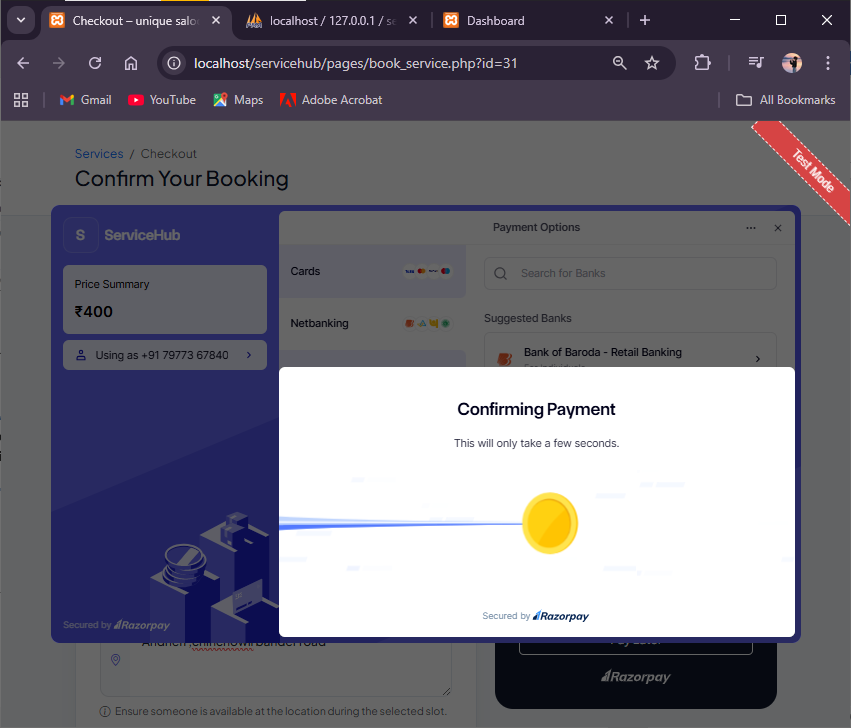 Checkout – unique salo
localhost / 127.0.0.1 / se
Dashboard
localhost/servicehub/pages/book_service.php?id=31
Gmail
YouTube
Maps
Adobe Acrobat
All Bookmarks
Services / Checkout
Confirm Your Booking
Test Mode
S ServiceHub
Price Summary
₹400
Using as +91 79773 67840
Payment Options
Cards
Netbanking
Search for Banks
Suggested Banks
Bank of Baroda - Retail Banking
Confirming Payment
This will only take a few seconds.
Secured by Razorpay
Secured by Razorpay
road
Razorpay
Ensure someone is available at the location during the selected slot.